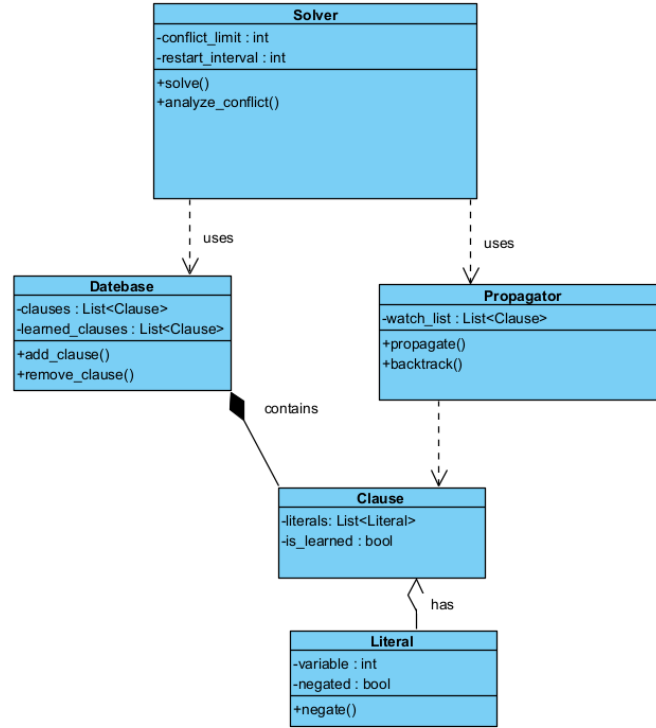 Solver
-conflict_limit : int
-restart_interval : int
+solve()
+analyze_conflict()
uses
uses
Datebase
-clauses : List<Clause>
-learned_clauses : List<Clause>
+add_clause()
+remove_clause()
Propagator
-watch_list : List<Clause>
+propagate()
+backtrack()
contains
Clause
-literals: List<Literal>
-is_learned : bool
has
Literal
-variable : int
-negated : bool
+negate()